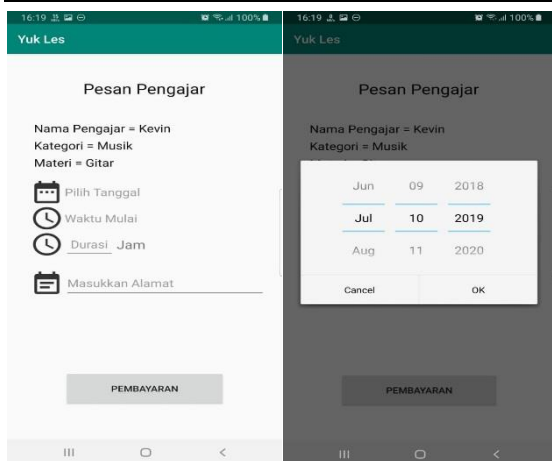 16:19
100%
Yuk Les
Pesan Pengajar
Nama Pengajar = Kevin
Kategori = Musik
Materi = Gitar
Pilih Tanggal
Waktu Mulai
Durasi Jam
Masukkan Alamat
PEMBAYARAN
16:19
100%
Yuk Les
Pesan Pengajar
Nama Pengajar = Kevin
Kategori = Musik
Jun 09 2018
Jul 10 2019
Aug 11 2020
Cancel OK
PEMBAYARAN